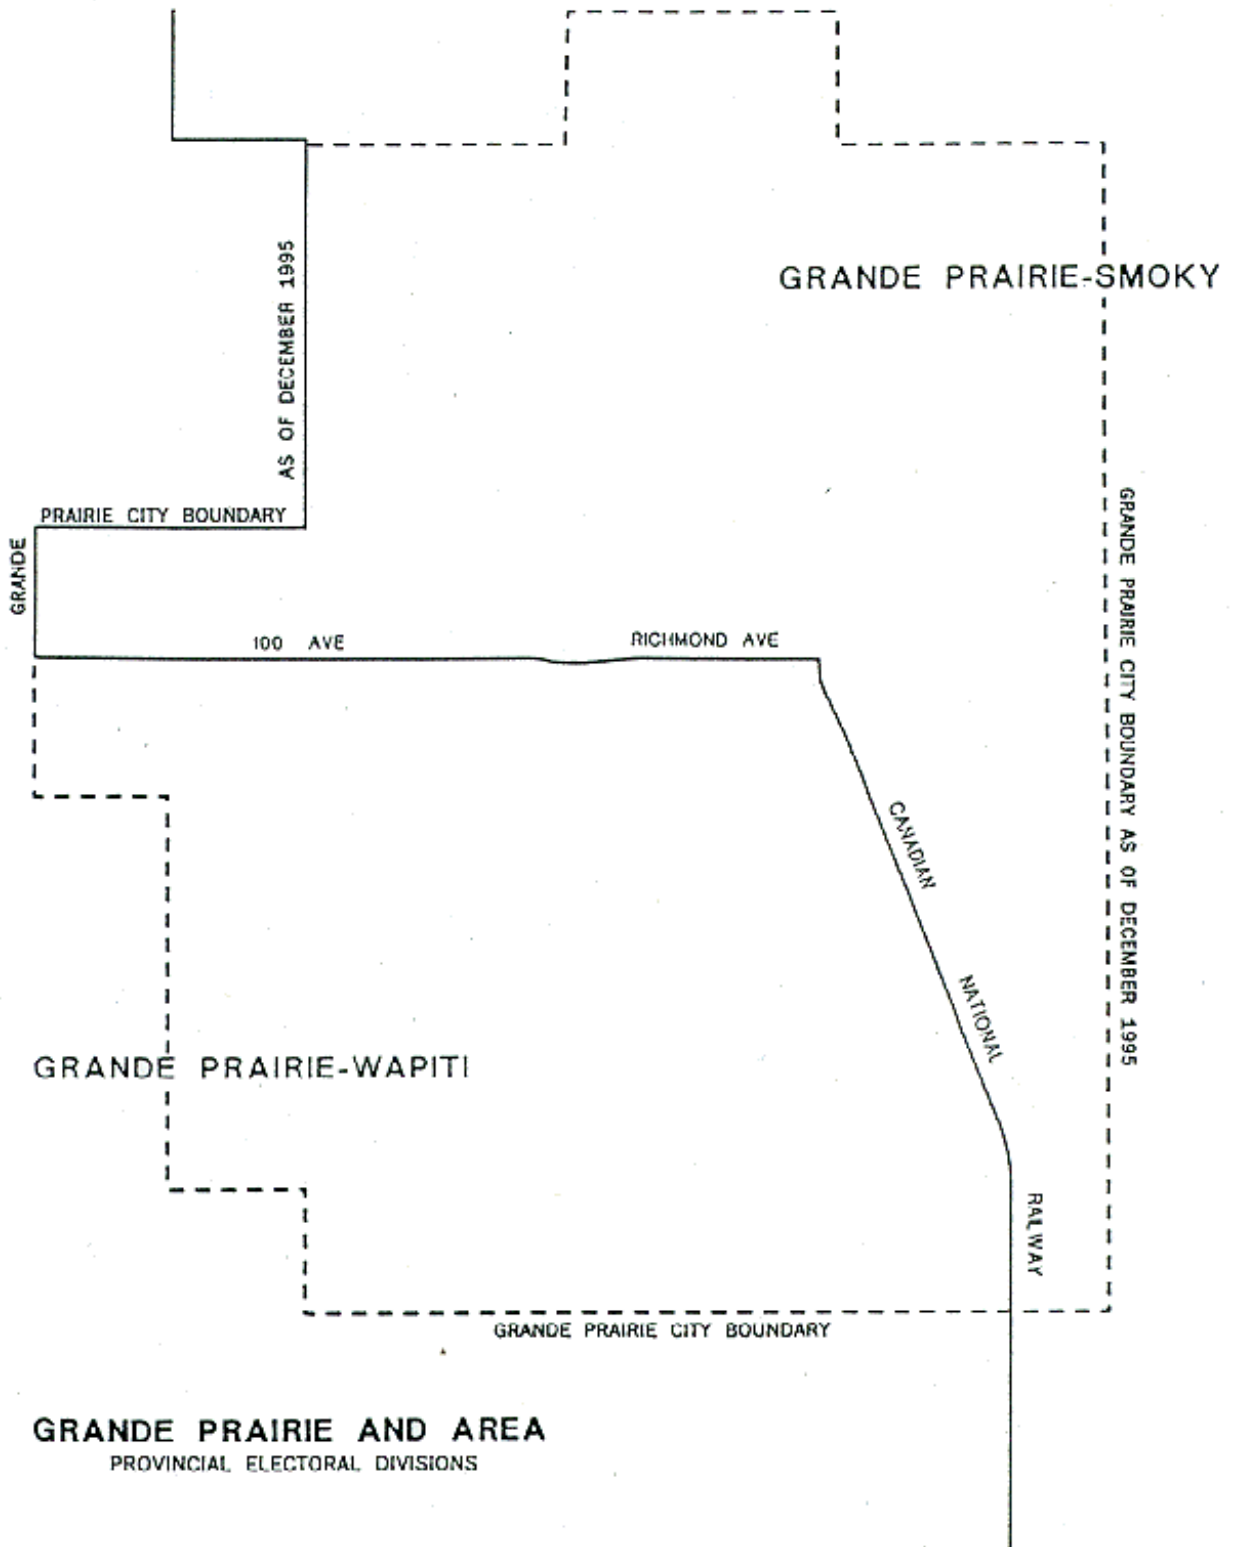 GRANDE PRAIRIE-SMOKY
AS OF DECEMBER 1995
PRAIRIE CITY BOUNDARY
GRANDE
100 AVE
RICHMOND AVE
GRANDE PRAIRIE CITY BOUNDARY AS OF DECEMBER 1995
CANADIAN
NATIONAL
RAILWAY
GRANDE PRAIRIE-WAPITI
GRANDE PRAIRIE CITY BOUNDARY
GRANDE PRAIRIE AND AREA
PROVINCIAL ELECTORAL DIVISIONS